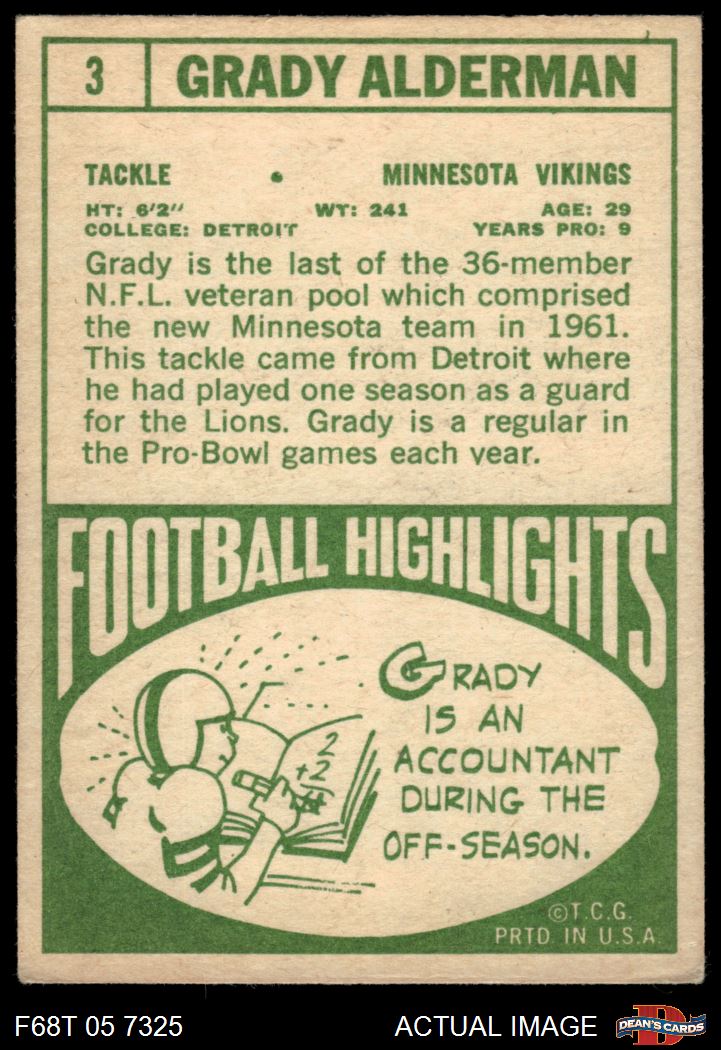 3 GRADY ALDERMAN
TACKLE • MINNESOTA VIKINGS
HT: 6'2" WT: 241 AGE: 29
COLLEGE: DETROIT YEARS PRO: 9
Grady is the last of the 36-member
N.F.L. veteran pool which comprised
the new Minnesota team in 1961.
This tackle came from Detroit where
he had played one season as a guard
for the Lions. Grady is a regular in
the Pro-Bowl games each year.
FOOTBALL HIGHLIGHTS
GRADY
IS AN
ACCOUNTANT
DURING THE
OFF-SEASON.
2
+2
4
©T.C.G.
PRTD. IN U.S.A.
F68T 05 7325 ACTUAL IMAGE
D
DEAN'S CARDS